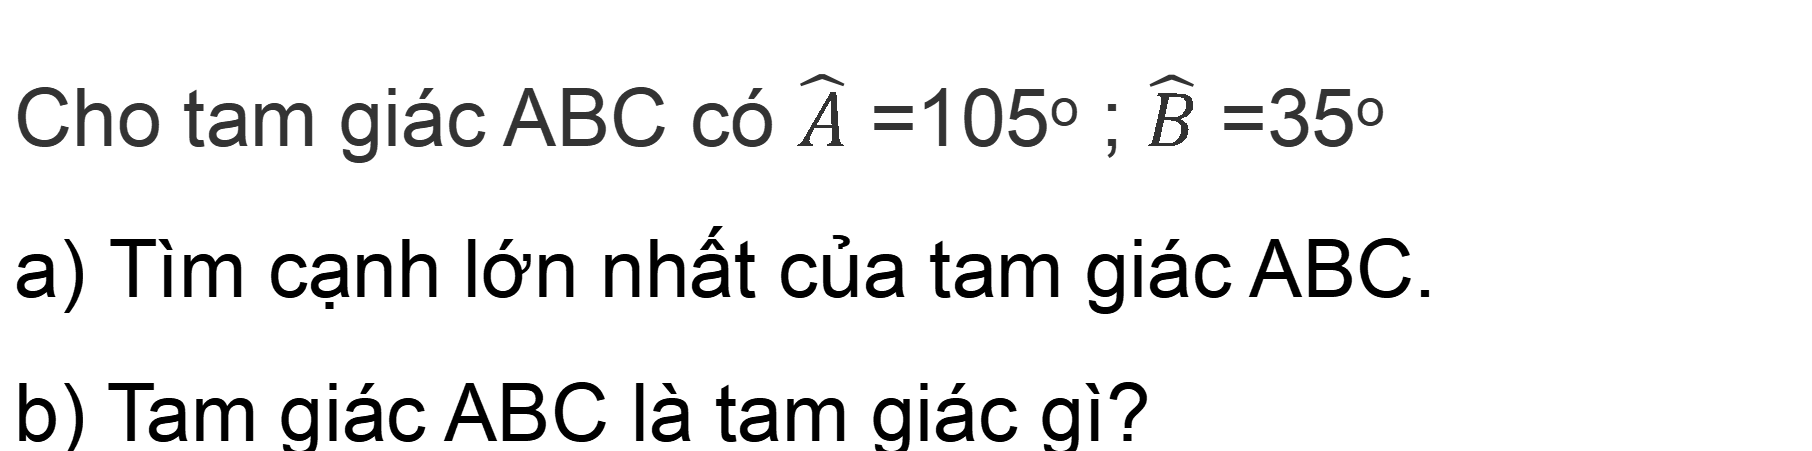 Cho tam giác ABC có  =105º ; B̂ =35º
a) Tìm cạnh lớn nhất của tam giác ABC.
b) Tam giác ABC là tam giác gì?